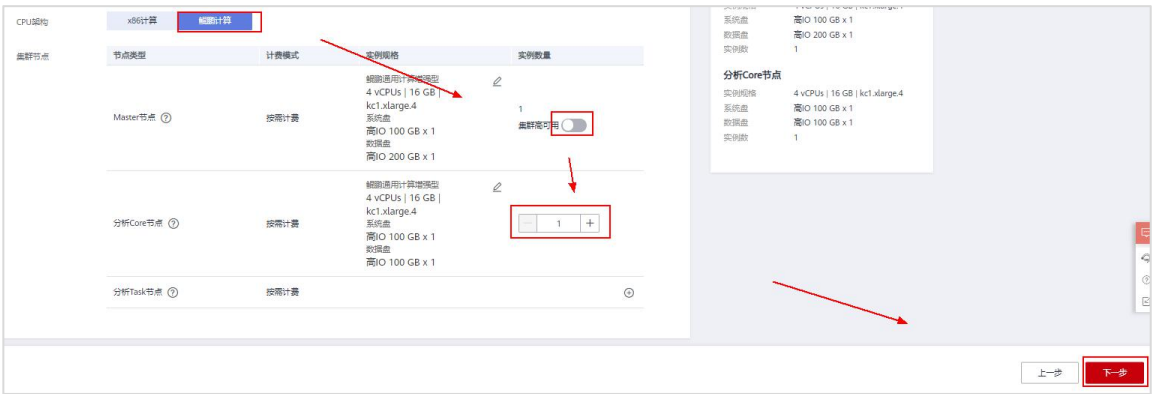 CPU架构
x86计算
鲲鹏计算
集群节点
节点类型
计费模式
实例规格
实例数量
Master节点
按需计费
鲲鹏通用计算增强型
4 vCPUs | 16 GB |
kc1.xlarge.4
系统盘
高IO 100 GB x 1
数据盘
高IO 200 GB x 1
1
集群高可用
分析Core节点
按需计费
鲲鹏通用计算增强型
4 vCPUs | 16 GB |
kc1.xlarge.4
系统盘
高IO 100 GB x 1
数据盘
高IO 100 GB x 1
1
分析Task节点
按需计费
系统盘 高IO 100 GB x 1
数据盘 高IO 200 GB x 1
实例数 1
分析Core节点
实例规格 4 vCPUs | 16 GB | kc1.xlarge.4
系统盘 高IO 100 GB x 1
数据盘 高IO 100 GB x 1
实例数 1
上一步
下一步